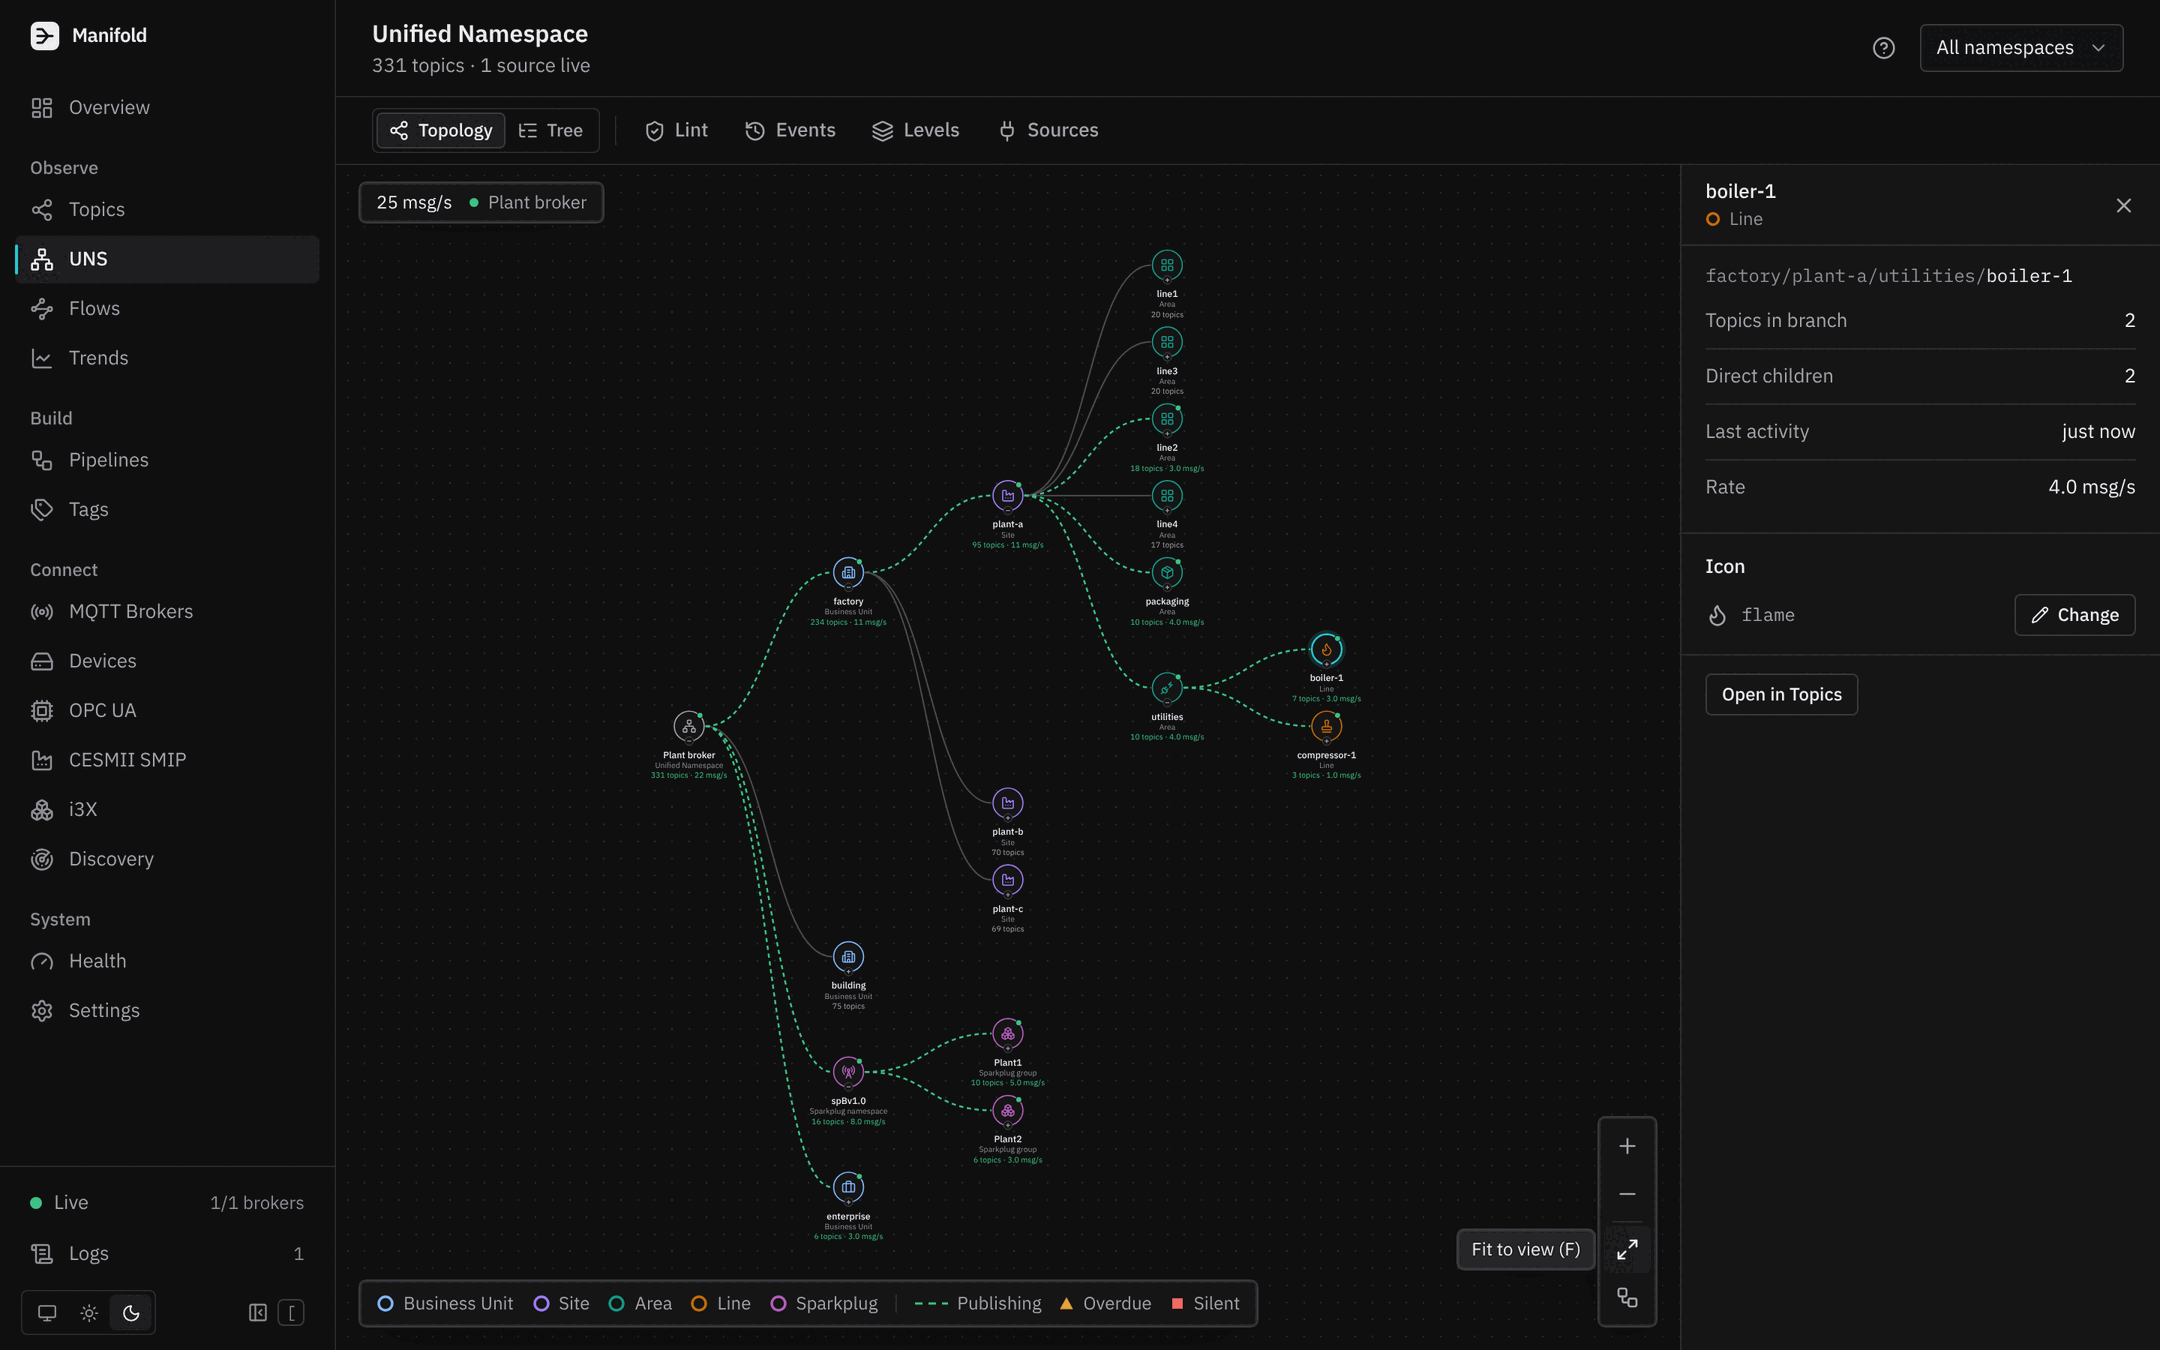 Manifold
Overview
Observe
Topics
UNS
Flows
Trends
Build
Pipelines
Tags
Connect
MQTT Brokers
Devices
OPC UA
CESMII SMIP
i3X
Discovery
System
Health
Settings
Live 1/1 brokers
Logs 1
[
Unified Namespace
331 topics · 1 source live
All namespaces
Topology Tree Lint Events Levels Sources
25 msg/s Plant broker
line1
Area
20 topics
line3
Area
20 topics
line2
Area
18 topics · 3.0 msg/s
plant-a
Site
95 topics · 11 msg/s
line4
Area
17 topics
factory
Business Unit
234 topics · 11 msg/s
packaging
Area
10 topics · 4.0 msg/s
boiler-1
Line
7 topics · 3.0 msg/s
utilities
Area
10 topics · 4.0 msg/s
Plant broker
Unified Namespace
331 topics · 22 msg/s
compressor-1
Line
3 topics · 1.0 msg/s
plant-b
Site
70 topics
plant-c
Site
69 topics
building
Business Unit
75 topics
Plant1
Sparkplug group
10 topics · 5.0 msg/s
spBv1.0
Sparkplug namespace
16 topics · 8.0 msg/s
Plant2
Sparkplug group
6 topics · 3.0 msg/s
enterprise
Business Unit
6 topics · 3.0 msg/s
Fit to view (F)
Business Unit Site Area Line Sparkplug Publishing Overdue Silent
boiler-1
Line
factory/plant-a/utilities/boiler-1
Topics in branch 2
Direct children 2
Last activity just now
Rate 4.0 msg/s
Icon
flame Change
Open in Topics